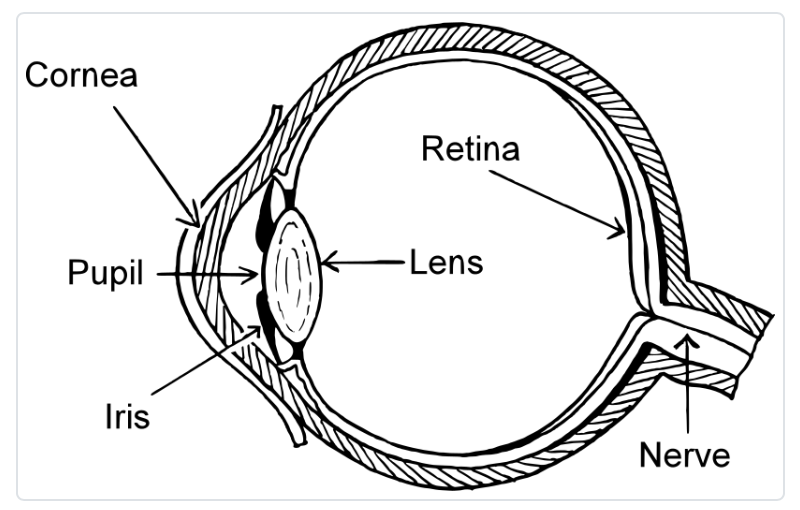 Cornea
Retina
Pupil
Lens
Iris
Nerve